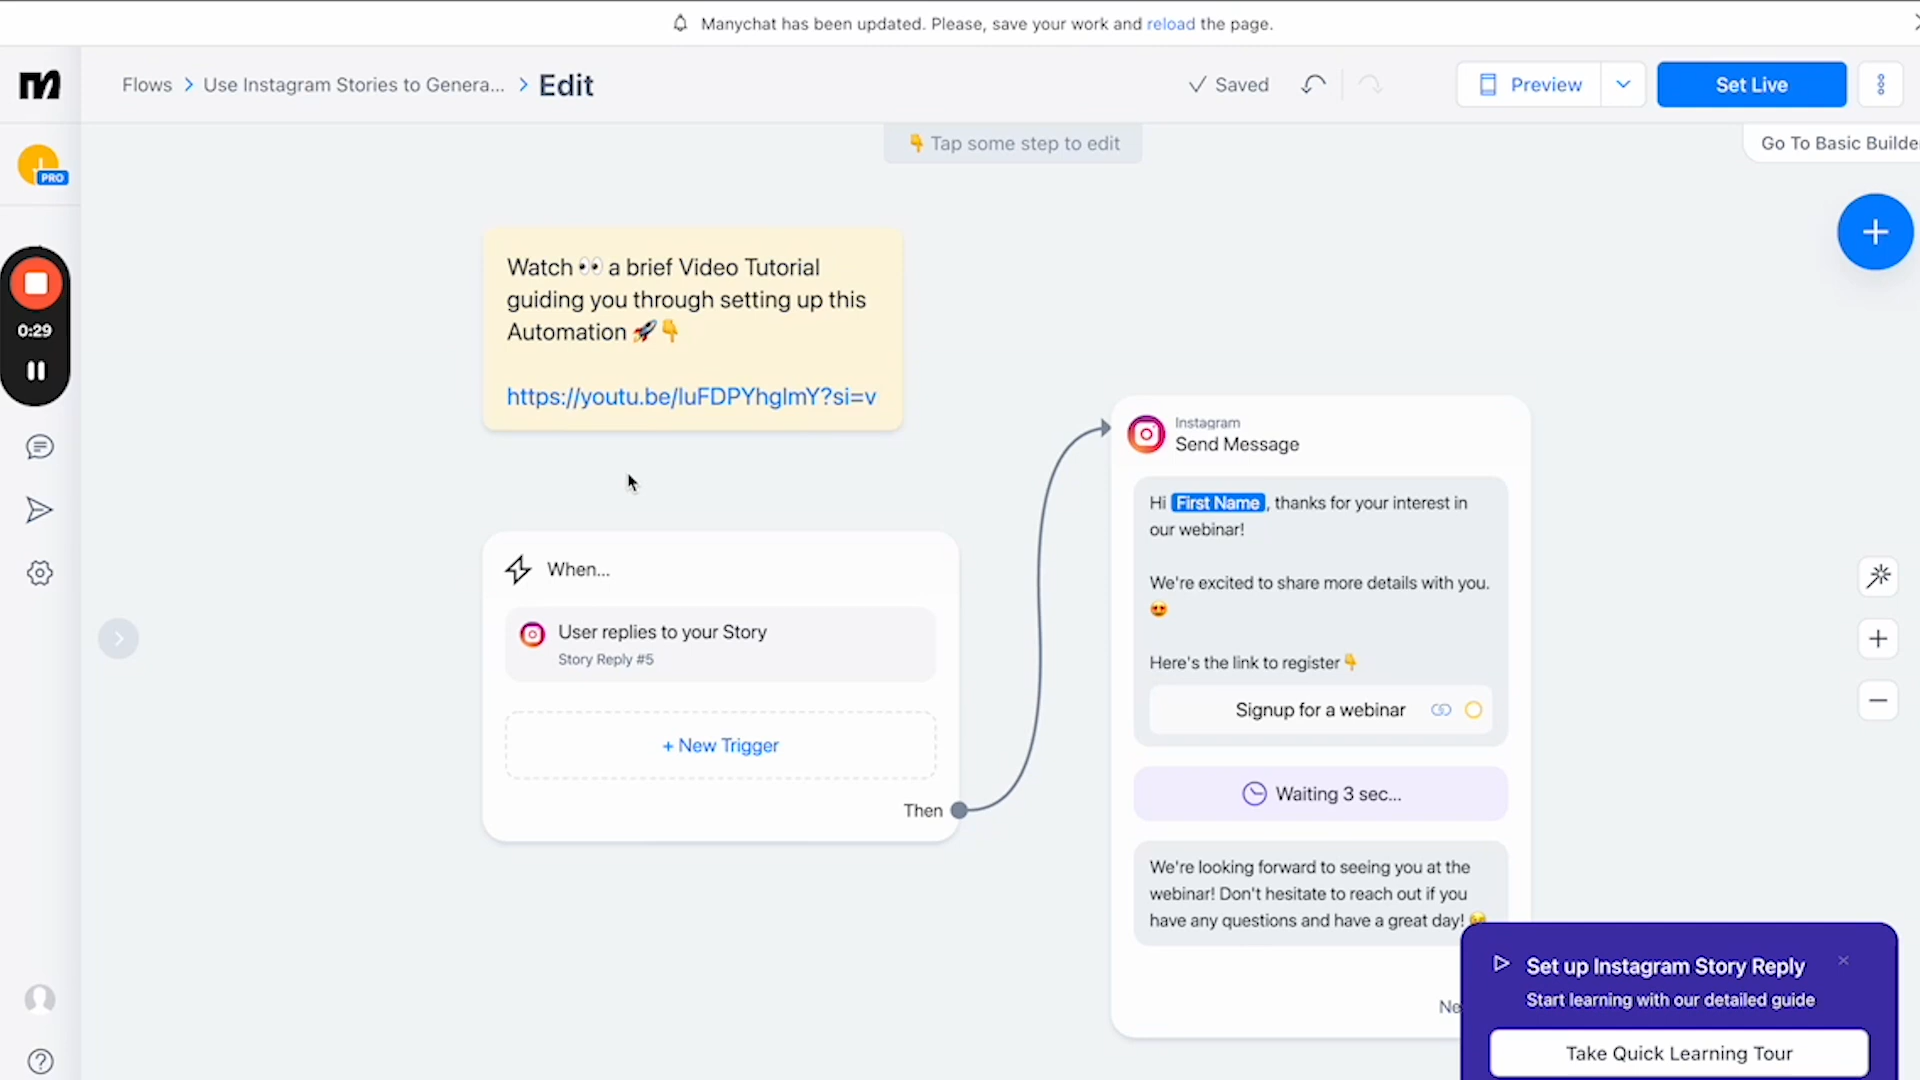 Manychat has been updated. Please, save your work and reload the page.
Flows > Use Instagram Stories to Genera... > Edit
Saved
Preview
Set Live
👇 Tap some step to edit
Go To Basic Builde
PRO
0:29
Watch 👀 a brief Video Tutorial
guiding you through setting up this
Automation 🚀👇
https://youtu.be/luFDPYhglmY?si=v
When...
User replies to your Story
Story Reply #5
+ New Trigger
Then
Instagram
Send Message
Hi First Name, thanks for your interest in
our webinar!
We're excited to share more details with you.
😍
Here's the link to register👇
Signup for a webinar
Waiting 3 sec...
We're looking forward to seeing you at the
webinar! Don't hesitate to reach out if you
have any questions and have a great day!
Ne
Set up Instagram Story Reply
Start learning with our detailed guide
Take Quick Learning Tour